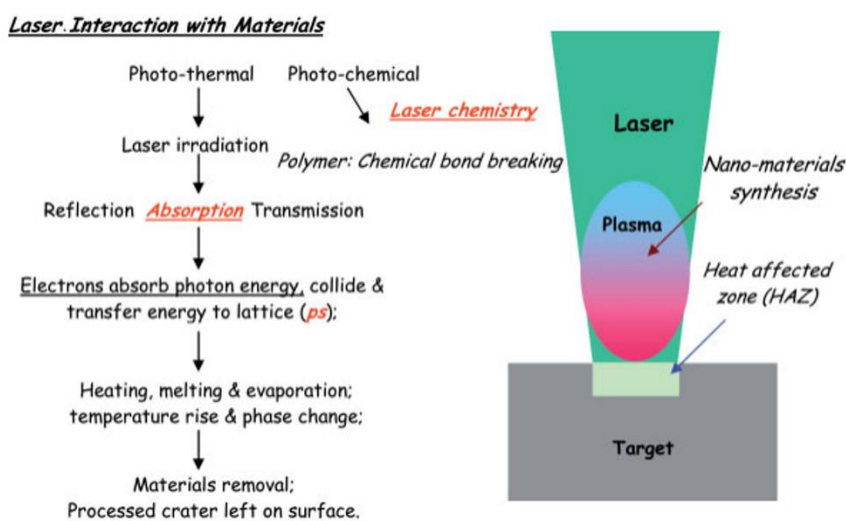 Laser Interaction with Materials
Photo-thermal Photo-chemical
Laser chemistry
Laser irradiation
Polymer: Chemical bond breaking
Reflection Absorption Transmission
Electrons absorb photon energy, collide &
transfer energy to lattice (ps);
Heating, melting & evaporation;
temperature rise & phase change;
Materials removal;
Processed crater left on surface.
Laser
Nano-materials
synthesis
Plasma
Heat affected
zone (HAZ)
Target